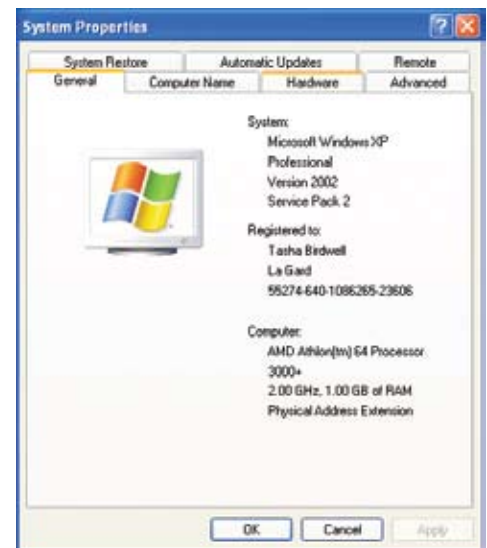 System Properties
System Restore Automatic Updates Remote
General Computer Name Hardware Advanced
System:
Microsoft Windows XP
Professional
Version 2002
Service Pack 2
Registered to:
Tasha Birdwell
La Gard
55274-640-1086265-23606
Computer:
AMD Athlon(tm) 64 Processor
3000+
2.00 GHz, 1.00 GB of RAM
Physical Address Extension
OK Cancel Apply